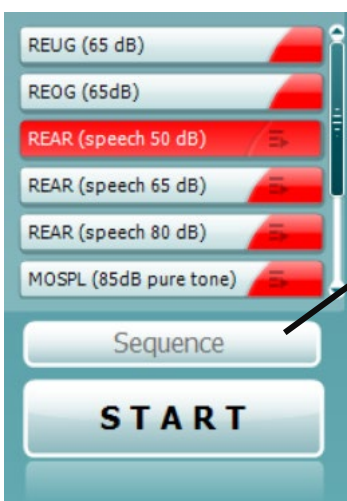 REUG (65 dB)
REOG (65dB)
REAR (speech 50 dB)
REAR (speech 65 dB)
REAR (speech 80 dB)
MOSPL (85dB pure tone)
Sequence
START